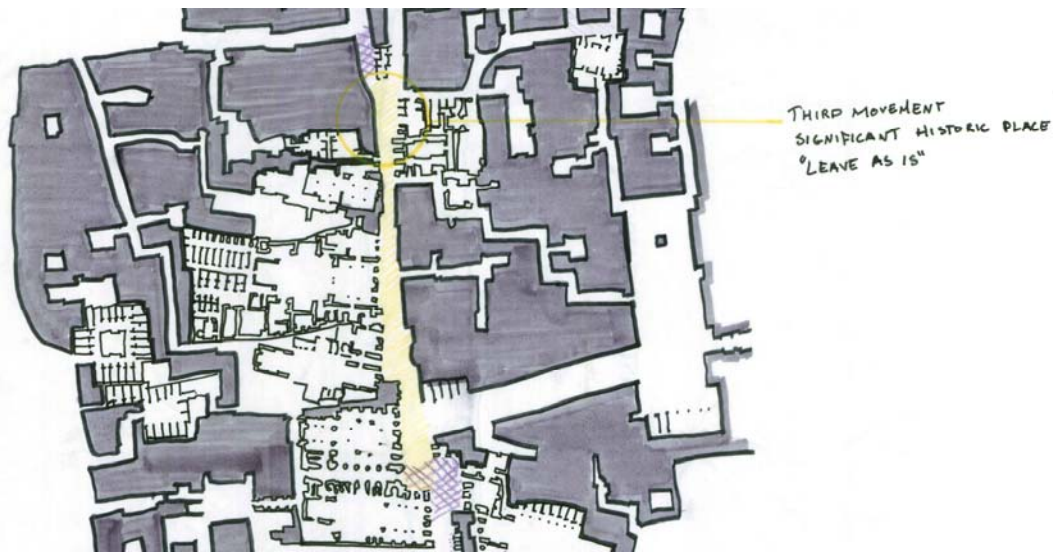 THIRD MOVEMENT
SIGNIFICANT HISTORIC PLACE
"LEAVE AS IS"